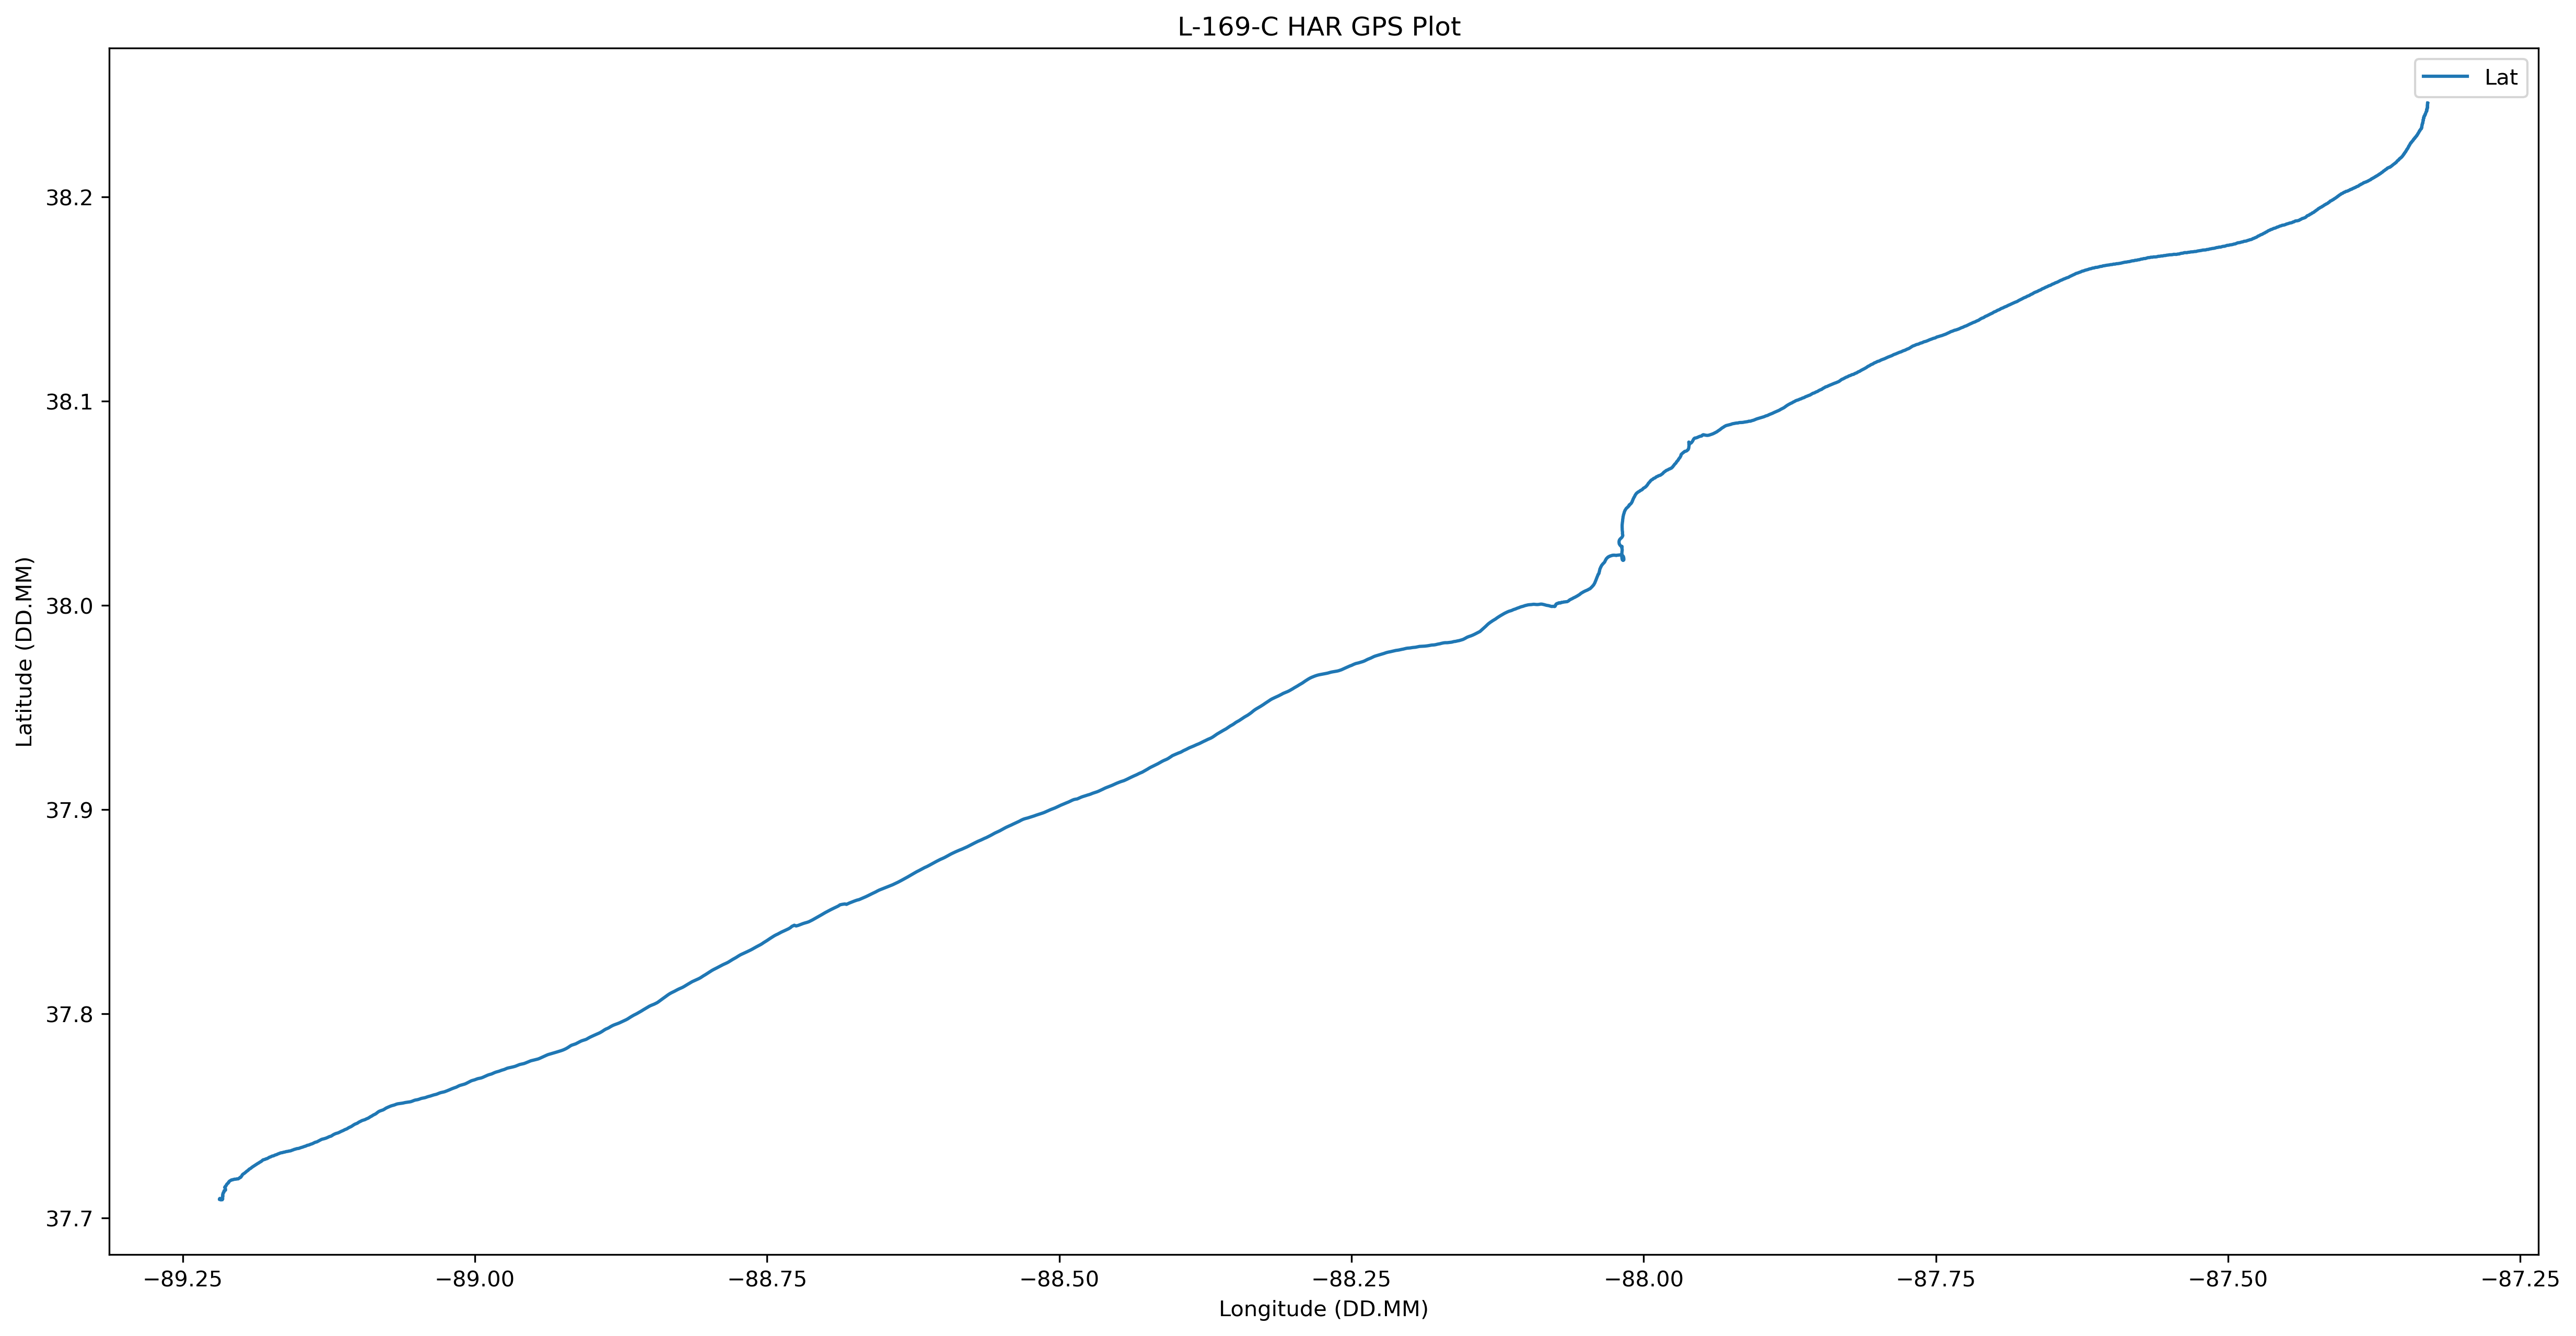 L-169-C HAR GPS Plot
Lat
38.2
38.1
38.0
37.9
37.8
37.7
Latitude (DD.MM)
−89.25 −89.00 −88.75 −88.50 −88.25 −88.00 −87.75 −87.50 −87.25
Longitude (DD.MM)